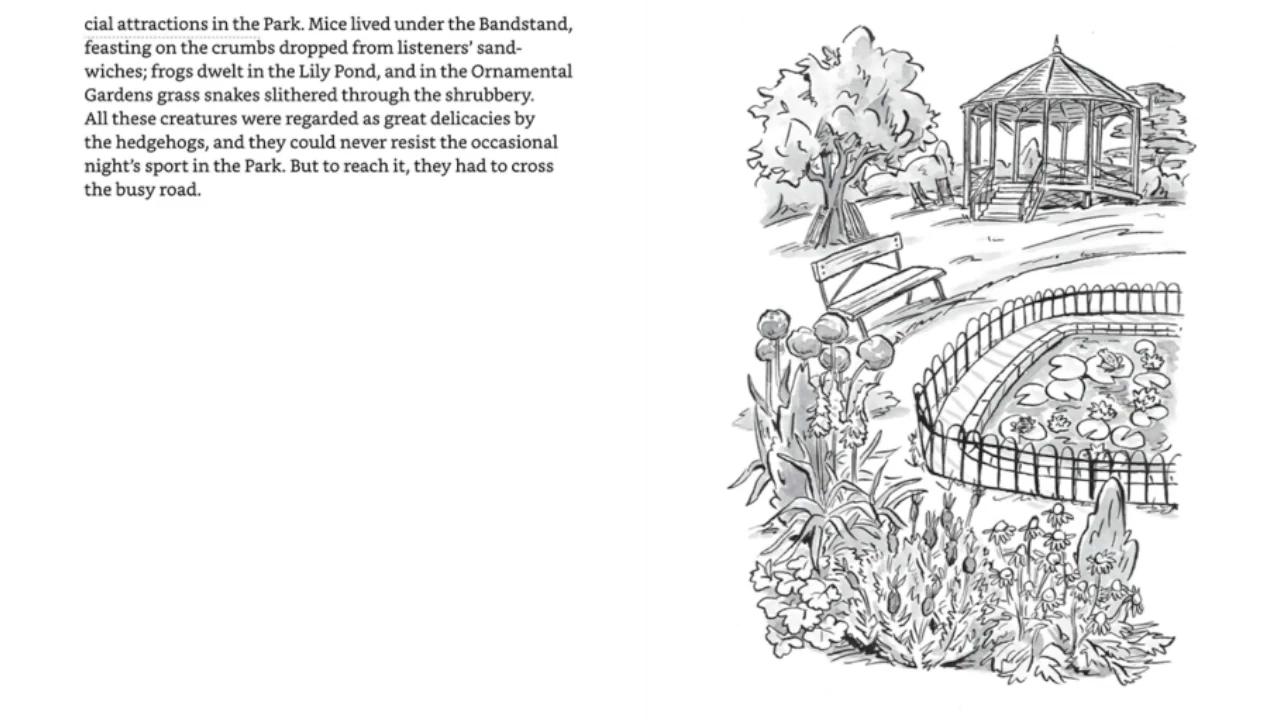 cial attractions in the Park. Mice lived under the Bandstand,
feasting on the crumbs dropped from listeners’ sand-
wiches; frogs dwelt in the Lily Pond, and in the Ornamental
Gardens grass snakes slithered through the shrubbery.
All these creatures were regarded as great delicacies by
the hedgehogs, and they could never resist the occasional
night’s sport in the Park. But to reach it, they had to cross
the busy road.